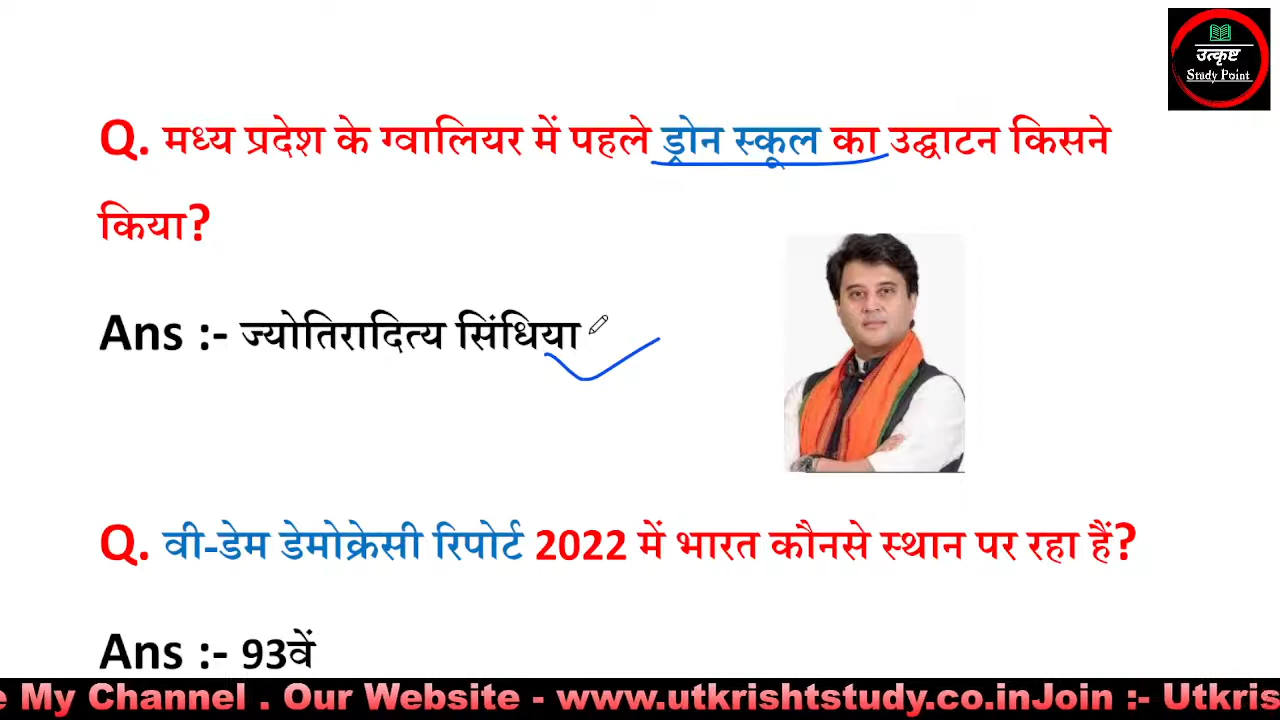 उत्कृष्ट
Study Point
Q. मध्य प्रदेश के ग्वालियर में पहले ड्रोन स्कूल का उद्घाटन किसने
किया?
Ans :- ज्योतिरादित्य सिंधिया
Q. वी-डेम डेमोक्रेसी रिपोर्ट 2022 में भारत कौनसे स्थान पर रहा हैं?
Ans :- 93वें
e My Channel . Our Website - www.utkrishtstudy.co.inJoin :- Utkris